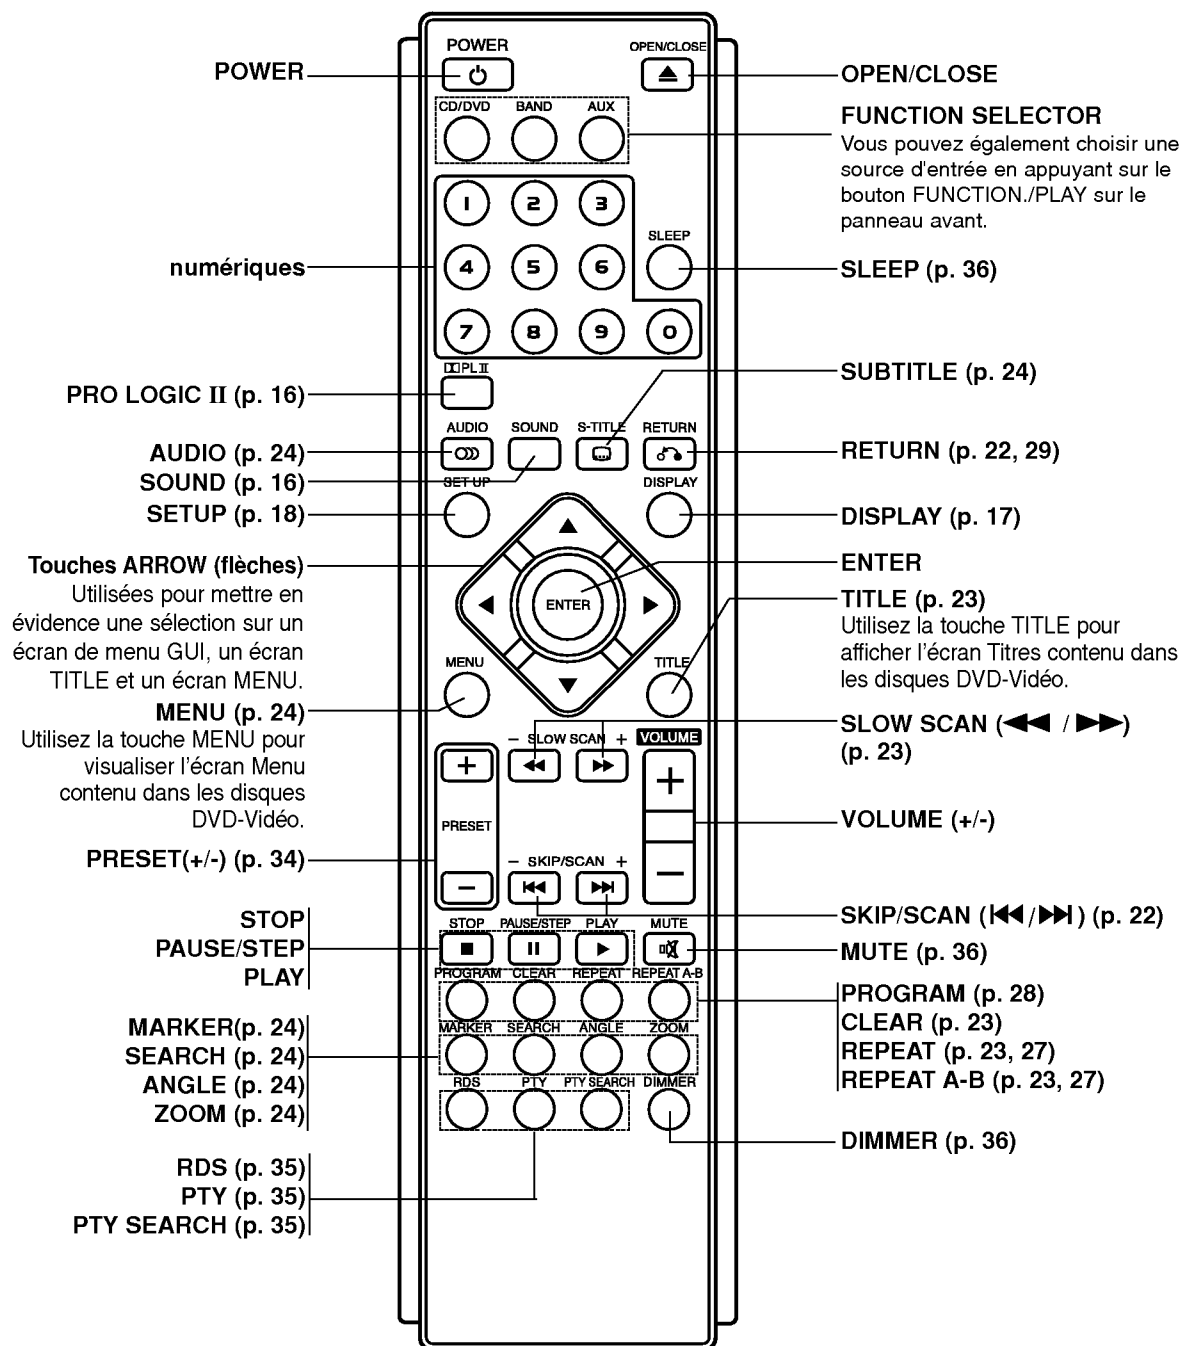 POWER
OPEN/CLOSE
FUNCTION SELECTOR
Vous pouvez également choisir une
source d'entrée en appuyant sur le
bouton FUNCTION./PLAY sur le
panneau avant.
numériques
SLEEP (p. 36)
SUBTITLE (p. 24)
PRO LOGIC II (p. 16)
AUDIO (p. 24)
SOUND (p. 16)
SETUP (p. 18)
RETURN (p. 22, 29)
DISPLAY (p. 17)
Touches ARROW (flèches)
Utilisées pour mettre en
évidence une sélection sur un
écran de menu GUI, un écran
TITLE et un écran MENU.
MENU (p. 24)
Utilisez la touche MENU pour
visualiser l'écran Menu
contenu dans les disques
DVD-Vidéo.
PRESET(+/-) (p. 34)
ENTER
TITLE (p. 23)
Utilisez la touche TITLE pour
afficher l'écran Titres contenu dans
les disques DVD-Vidéo.
SLOW SCAN (◀◀ / ▶▶)
(p. 23)
VOLUME (+/-)
SKIP/SCAN (|◀◀ / ▶▶|) (p. 22)
MUTE (p. 36)
STOP
PAUSE/STEP
PLAY
MARKER(p. 24)
SEARCH (p. 24)
ANGLE (p. 24)
ZOOM (p. 24)
PROGRAM (p. 28)
CLEAR (p. 23)
REPEAT (p. 23, 27)
REPEAT A-B (p. 23, 27)
DIMMER (p. 36)
RDS (p. 35)
PTY (p. 35)
PTY SEARCH (p. 35)
POWER OPEN/CLOSE
CD/DVD BAND AUX
1 2 3
SLEEP
4 5 6
7 8 9 0
PL II
AUDIO SOUND S-TITLE RETURN
SET UP DISPLAY
ENTER
MENU TITLE
- SLOW SCAN + VOLUME
+ +
PRESET
- SKIP/SCAN +
- -
STOP PAUSE/STEP PLAY MUTE
PROGRAM CLEAR REPEAT REPEAT A-B
MARKER SEARCH ANGLE ZOOM
RDS PTY PTY SEARCH DIMMER